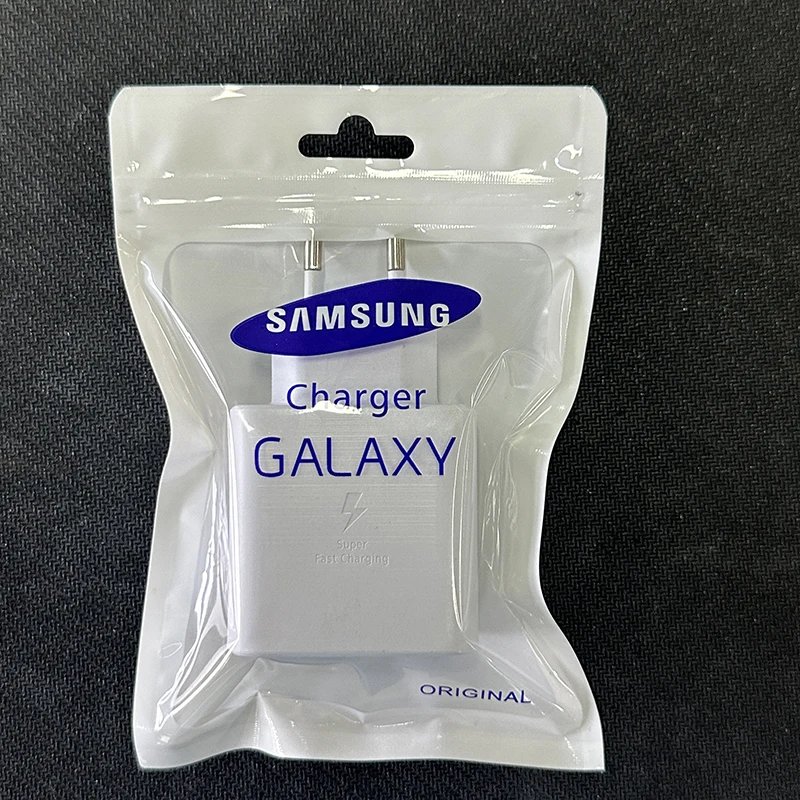 SAMSUNG
Charger
GALAXY
Super
Fast Charging
ORIGINAL